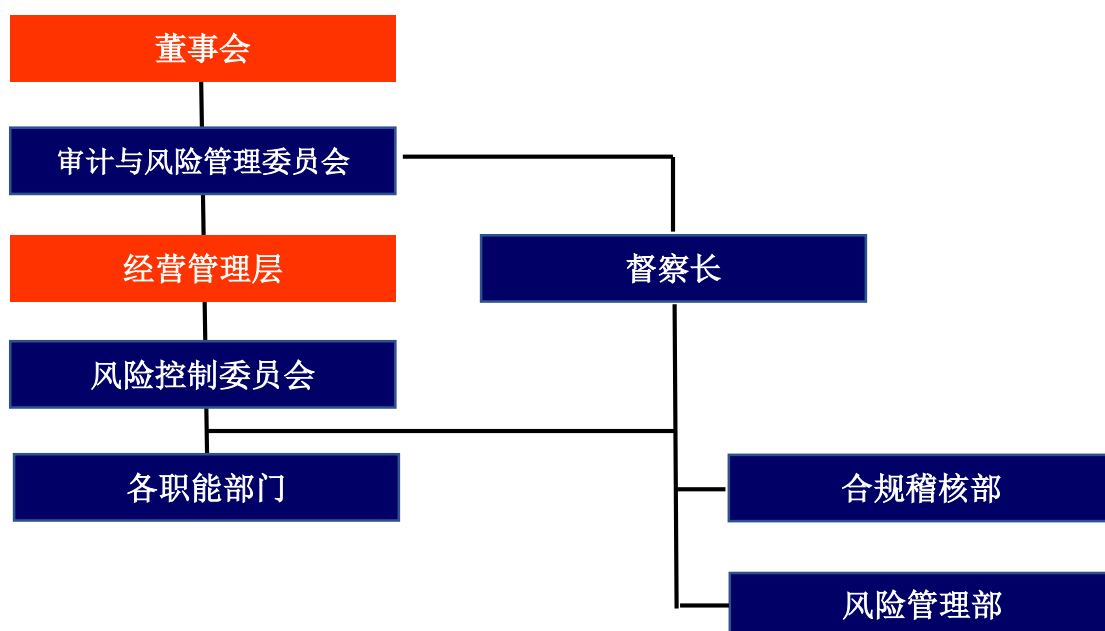 董事会
审计与风险管理委员会
经营管理层
督察长
风险控制委员会
各职能部门
合规稽核部
风险管理部